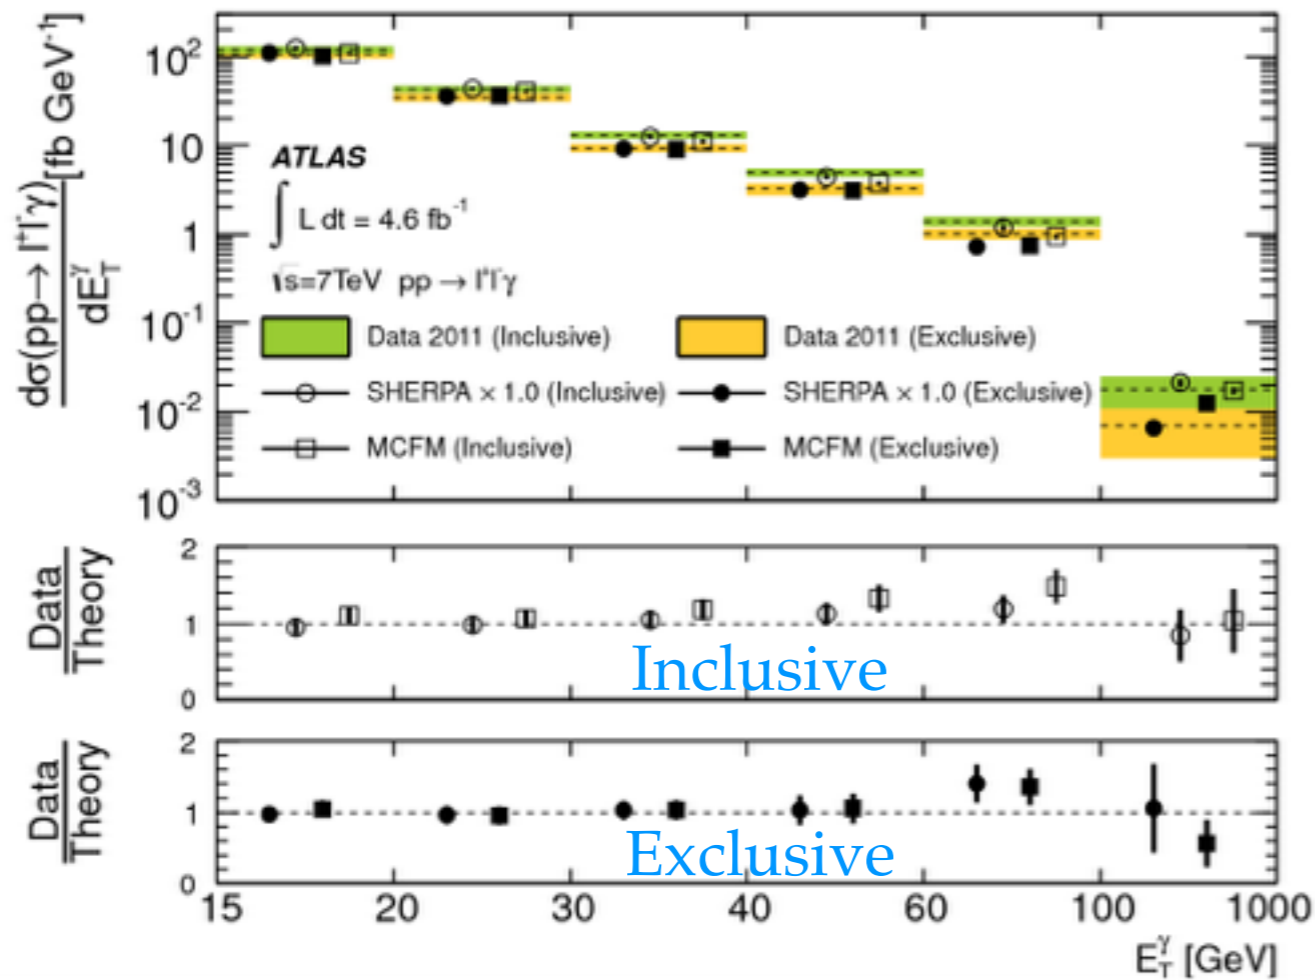 dσ(pp→ l⁺l⁻γ)
dE_T^γ
[fb GeV⁻¹]
10²
10
1
10⁻¹
10⁻²
10⁻³
ATLAS
∫ L dt = 4.6 fb⁻¹
√s=7TeV pp → l⁺l⁻γ
Data 2011 (Inclusive)
Data 2011 (Exclusive)
SHERPA × 1.0 (Inclusive)
SHERPA × 1.0 (Exclusive)
MCFM (Inclusive)
MCFM (Exclusive)
Data
Theory
2
1
0
Inclusive
Data
Theory
2
1
0
Exclusive
15 20 30 40 60 100 1000
E_T^γ [GeV]